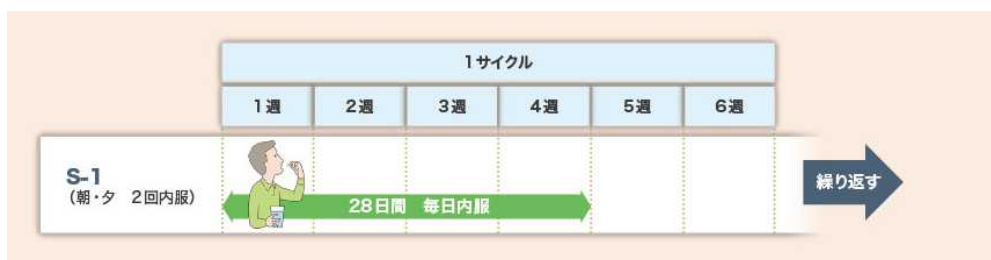 1サイクル
1週 2週 3週 4週 5週 6週
S-1
(朝・夕 2回内服)
28日間 毎日内服
繰り返す